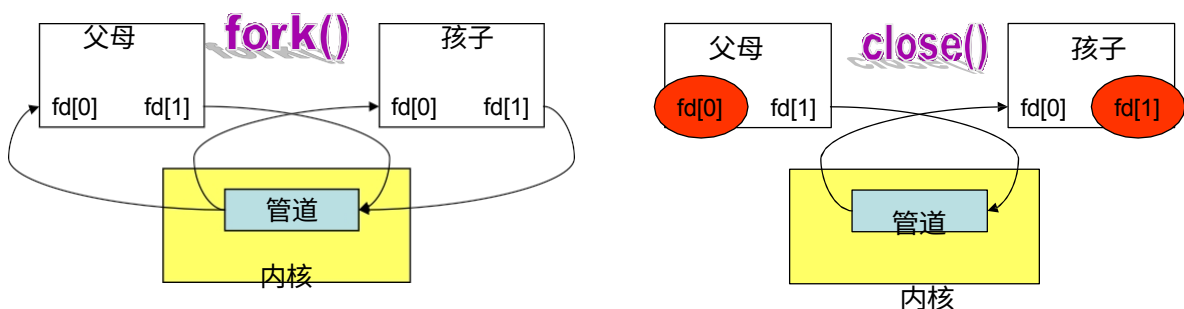 父母
fork()
孩子
fd[0]
fd[1]
fd[0]
fd[1]
管道
内核
父母
close()
孩子
fd[0]
fd[1]
fd[0]
fd[1]
管道
内核